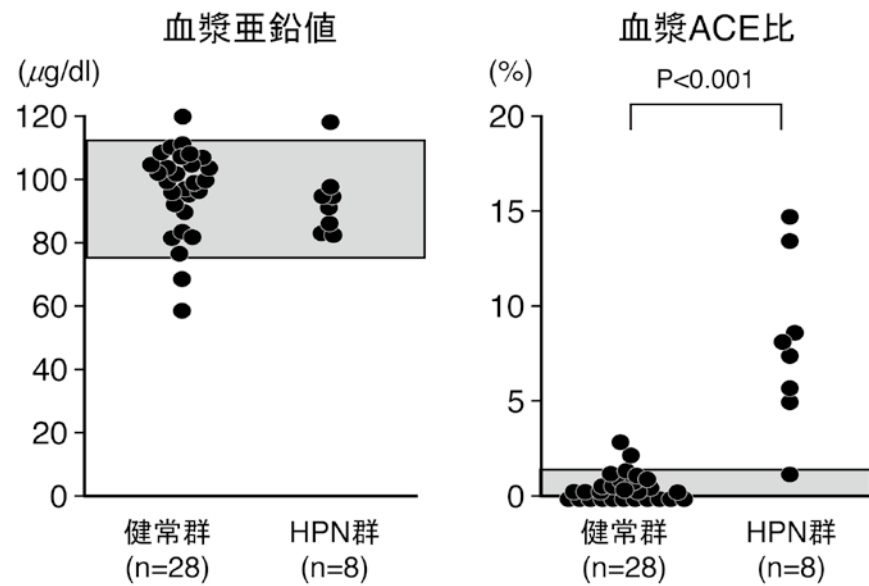 血漿亜鉛値
(μg/dl)
120
100
80
60
40
20
0
健常群
(n=28)
HPN群
(n=8)
血漿ACE比
(%)
P<0.001
20
15
10
5
0
健常群
(n=28)
HPN群
(n=8)